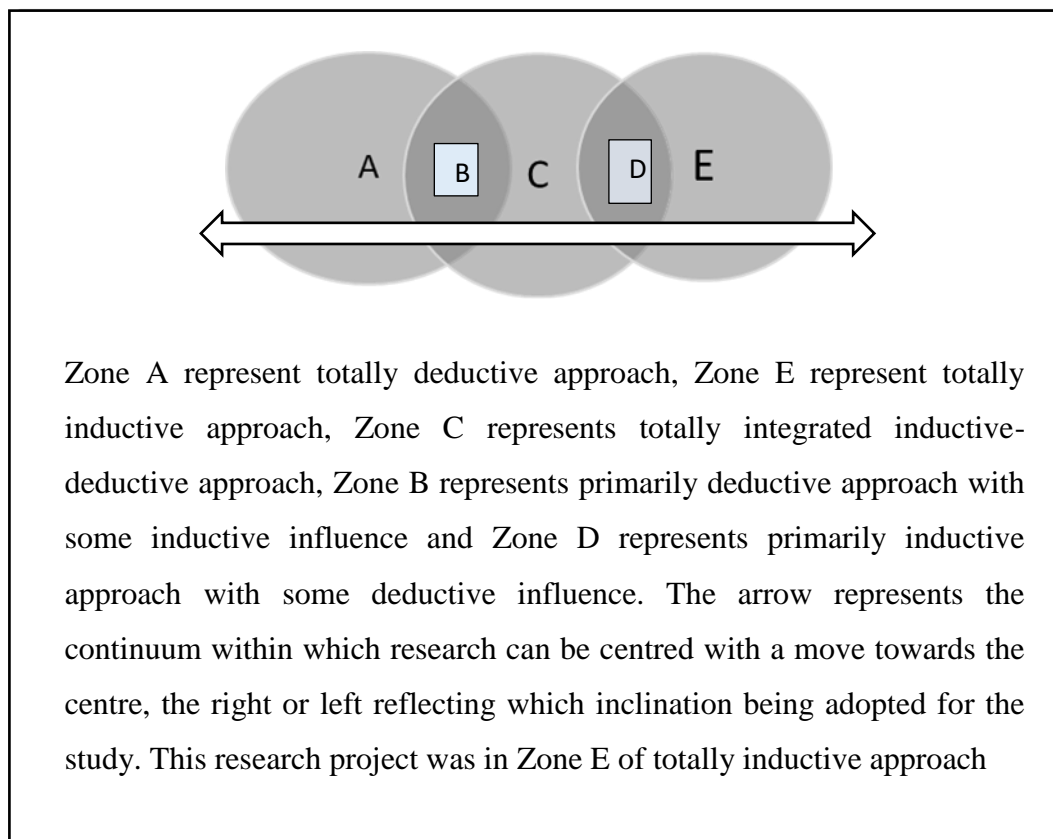 A B C D E
Zone A represent totally deductive approach, Zone E represent totally
inductive approach, Zone C represents totally integrated inductive-
deductive approach, Zone B represents primarily deductive approach with
some inductive influence and Zone D represents primarily inductive
approach with some deductive influence. The arrow represents the
continuum within which research can be centred with a move towards the
centre, the right or left reflecting which inclination being adopted for the
study. This research project was in Zone E of totally inductive approach